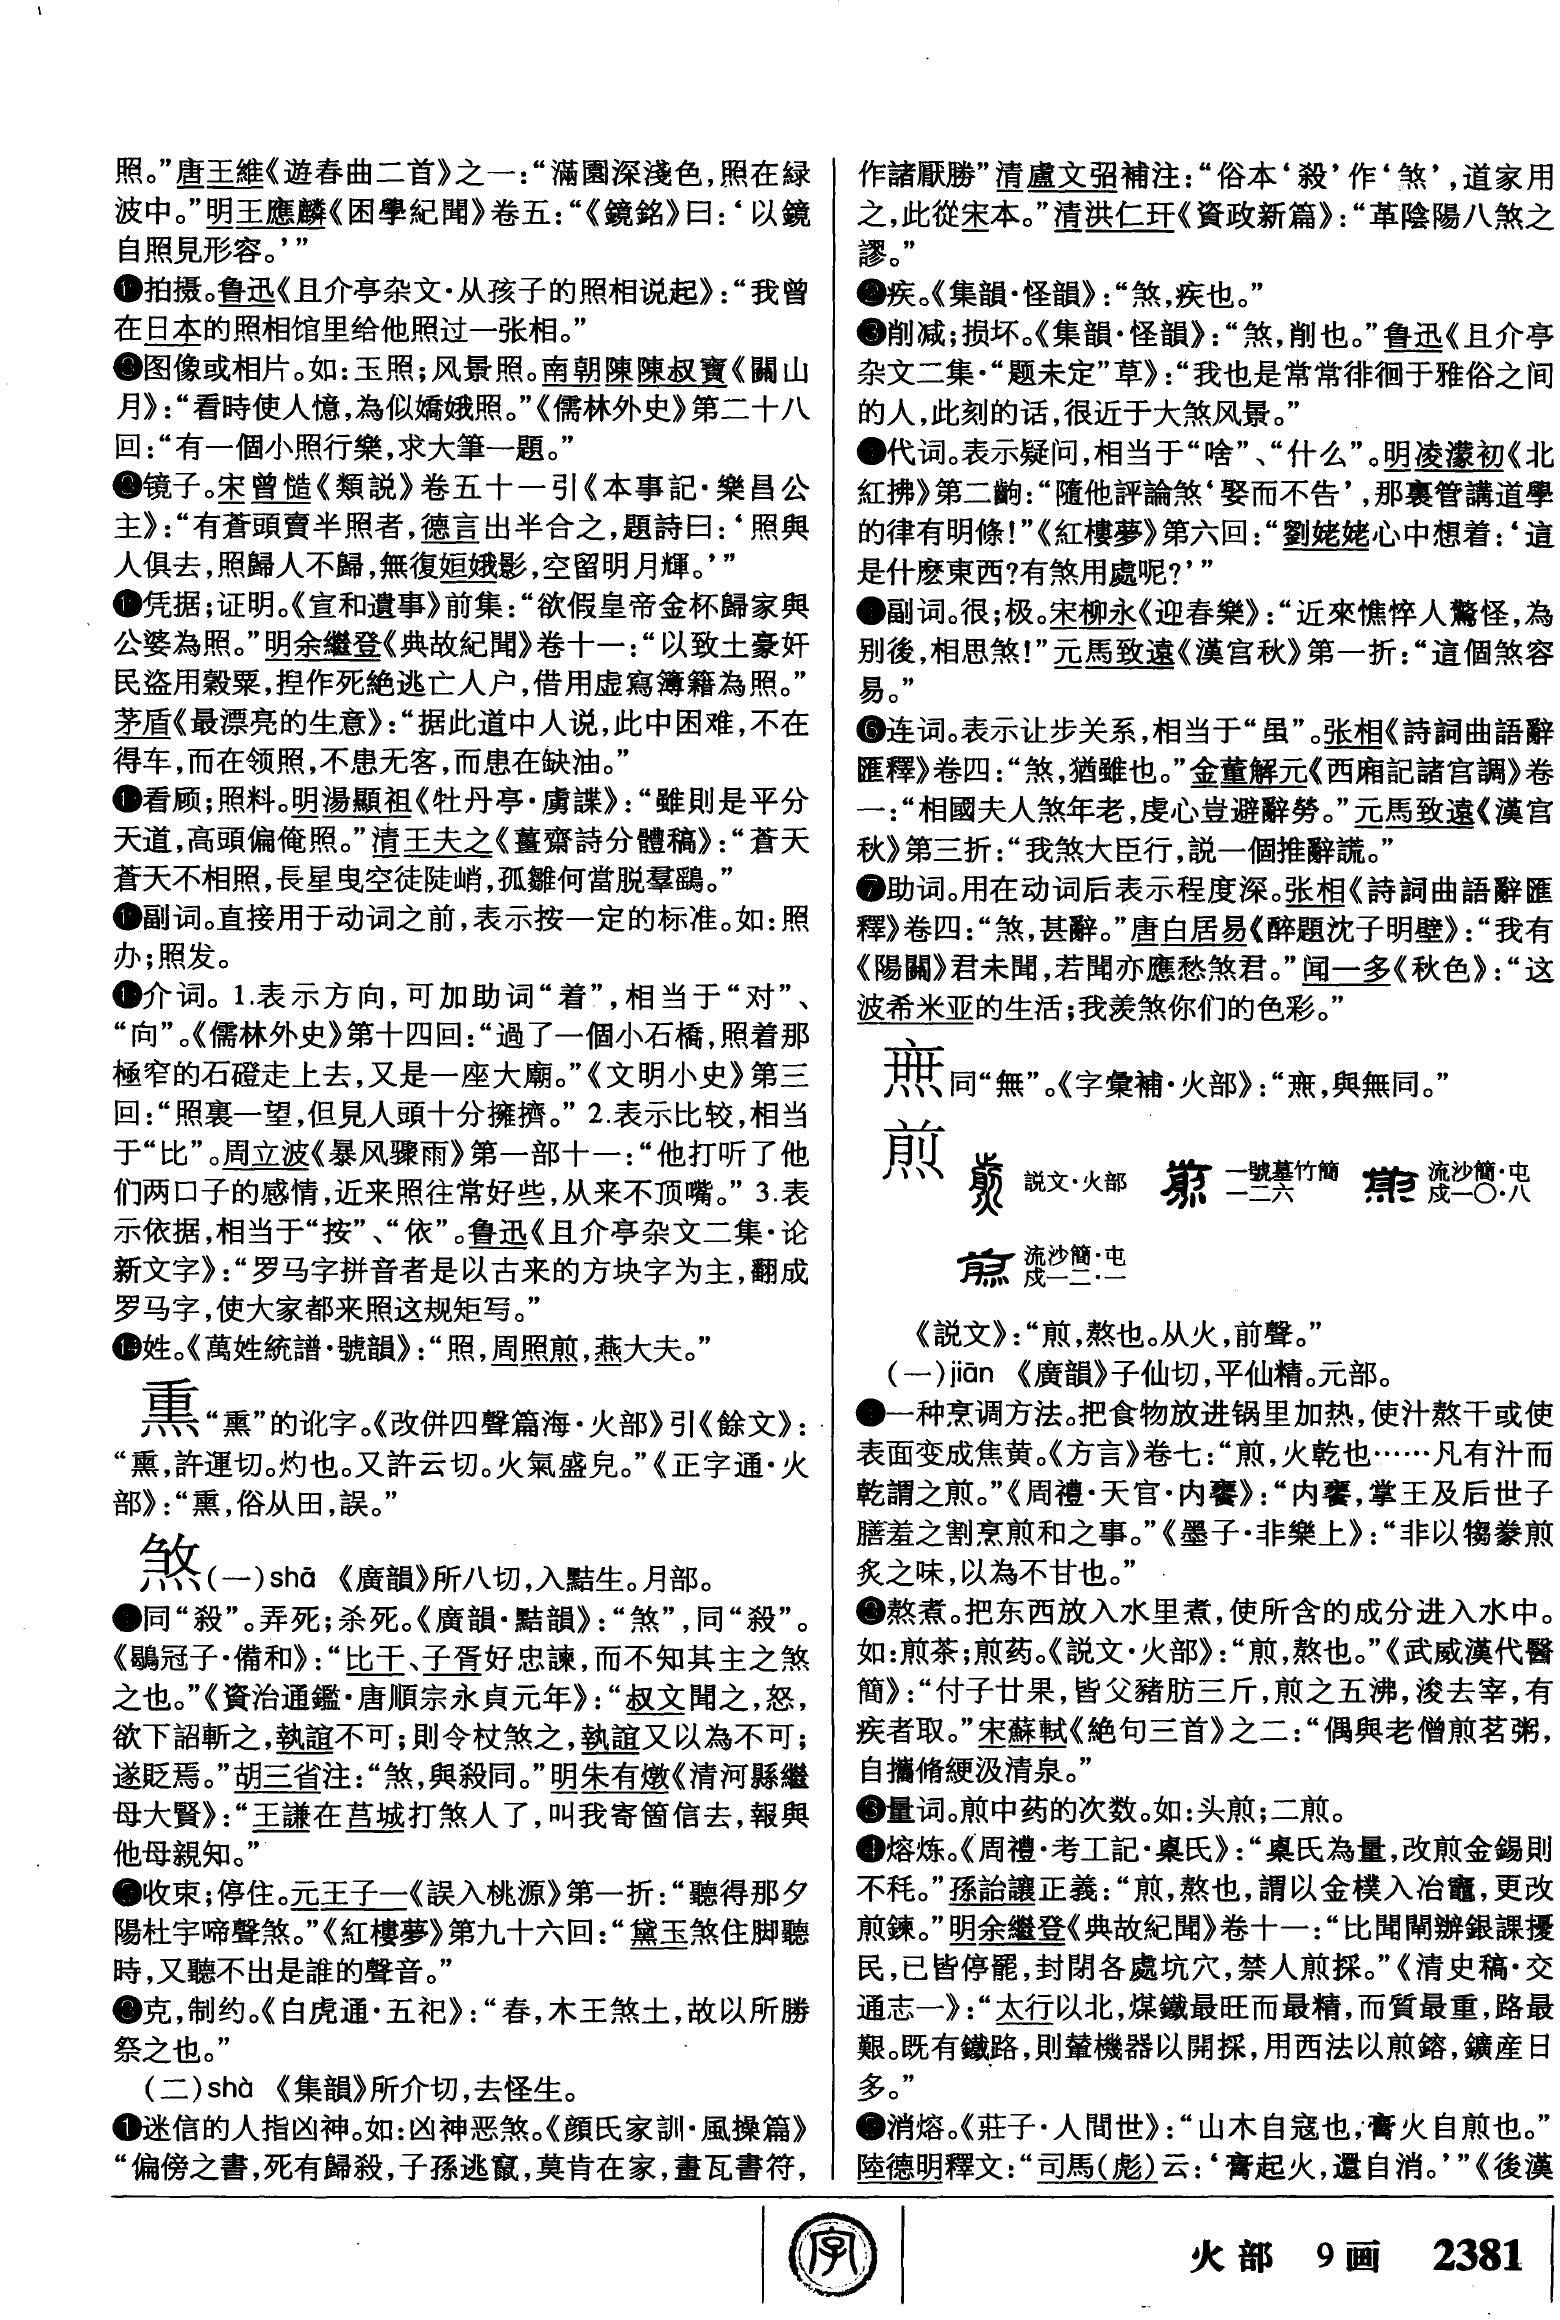 照。”唐王維《遊春曲二首》之一：“滿園深淺色，照在緑
波中。”明王應麟《困學紀聞》卷五：“《鏡銘》曰：‘以鏡
自照見形容。’”
拍摄。鲁迅《且介亭杂文·从孩子的照相说起》：“我曾
在日本的照相馆里给他照过一张相。”
图像或相片。如：玉照；风景照。南朝陳陳叔寶《關山
月》：“看時使人憶，為似嬌娥照。”《儒林外史》第二十八
回：“有一個小照行樂，求大筆一題。”
镜子。宋曾慥《類説》卷五十一引《本事記·樂昌公
主》：“有蒼頭賣半照者，德言出半合之，題詩曰：‘照與
人俱去，照歸人不歸，無復姮娥影，空留明月輝。’”
凭据；证明。《宣和遺事》前集：“欲假皇帝金杯歸家與
公婆為照。”明余繼登《典故紀聞》卷十一：“以致土豪奸
民盜用穀粟，揑作死絶逃亡人户，借用虚寫簿籍為照。”
茅盾《最漂亮的生意》：“据此道中人说，此中困难，不在
得车，而在领照，不患无客，而患在缺油。”
看顾；照料。明湯顯祖《牡丹亭·虜諜》：“雖則是平分
天道，高頭偏俺照。”清王夫之《薑齋詩分體稿》：“蒼天
蒼天不相照，長星曳空徒陡峭，孤雛何當脱羣鷂。”
副词。直接用于动词之前，表示按一定的标准。如：照
办；照发。
介词。1.表示方向，可加助词“着”，相当于“对”、
“向”。《儒林外史》第十四回：“過了一個小石橋，照着那
極窄的石磴走上去，又是一座大廟。”《文明小史》第三
回：“照裏一望，但見人頭十分擁擠。”2.表示比较，相当
于“比”。周立波《暴风骤雨》第一部十一：“他打听了他
们两口子的感情，近来照往常好些，从来不顶嘴。”3.表
示依据，相当于“按”、“依”。鲁迅《且介亭杂文二集·论
新文字》：“罗马字拼音者是以古来的方块字为主，翻成
罗马字，使大家都来照这规矩写。”
姓。《萬姓統譜·號韻》：“照，周照煎，燕大夫。”
“熏”的讹字。《改併四聲篇海·火部》引《餘文》：
“熏，許運切。灼也。又許云切。火氣盛皃。”《正字通·火
部》：“熏，俗从田，誤。”
煞(一)shā 《廣韻》所八切，入黠生。月部。
❶同“殺”。弄死；杀死。《廣韻·黠韻》：“煞”，同“殺”。
《鶡冠子·備和》：“比干、子胥好忠諫，而不知其主之煞
之也。”《資治通鑑·唐順宗永貞元年》：“叔文聞之，怒，
欲下詔斬之，執誼不可；則令杖煞之，執誼又以為不可；
遂貶焉。”胡三省注：“煞，與殺同。”明朱有燉《清河縣繼
母大賢》：“王謙在莒城打煞人了，叫我寄箇信去，報與
他母親知。”
❷收束；停住。元王子一《誤入桃源》第一折：“聽得那夕
陽杜宇啼聲煞。”《紅樓夢》第九十六回：“黛玉煞住脚聽
時，又聽不出是誰的聲音。”
❸克，制约。《白虎通·五祀》：“春，木王煞土，故以所勝
祭之也。”
(二)shà 《集韻》所介切，去怪生。
❶迷信的人指凶神。如：凶神恶煞。《顔氏家訓·風操篇》
“偏傍之書，死有歸殺，子孫逃竄，莫肯在家，畫瓦書符，
作諸厭勝”清盧文弨補注：“俗本‘殺’作‘煞’，道家用
之，此從宋本。”清洪仁玕《資政新篇》：“革陰陽八煞之
謬。”
❷疾。《集韻·怪韻》：“煞，疾也。”
❸削减；损坏。《集韻·怪韻》：“煞，削也。”鲁迅《且介亭
杂文二集·“题未定”草》：“我也是常常徘徊于雅俗之间
的人，此刻的话，很近于大煞风景。”
❹代词。表示疑问，相当于“啥”、“什么”。明凌濛初《北
紅拂》第二齣：“隨他評論煞‘娶而不告’，那裏管講道學
的律有明條！”《紅樓夢》第六回：“劉姥姥心中想着：‘這
是什麽東西？有煞用處呢？’”
❺副词。很；极。宋柳永《迎春樂》：“近來憔悴人驚怪，為
别後，相思煞！”元馬致遠《漢宫秋》第一折：“這個煞容
易。”
❻连词。表示让步关系，相当于“虽”。张相《詩詞曲語辭
匯釋》卷四：“煞，猶雖也。”金董解元《西廂記諸宫調》卷
一：“相國夫人煞年老，虔心豈避辭勞。”元馬致遠《漢宫
秋》第三折：“我煞大臣行，説一個推辭謊。”
❼助词。用在动词后表示程度深。张相《詩詞曲語辭匯
釋》卷四：“煞，甚辭。”唐白居易《醉題沈子明壁》：“我有
《陽關》君未聞，若聞亦應愁煞君。”闻一多《秋色》：“这
波希米亚的生活；我羡煞你们的色彩。”
同“無”。《字彙補·火部》：“𤇯，與無同。”
煎
説文·火部 一號墓竹簡 一二六 流沙簡·屯 戍一〇·八
流沙簡·屯 戍一二·一
《説文》：“煎，熬也。从火，前聲。”
(一)jiān 《廣韻》子仙切，平仙精。元部。
❶一种烹调方法。把食物放进锅里加热，使汁熬干或使
表面变成焦黄。《方言》卷七：“煎，火乾也……凡有汁而
乾謂之煎。”《周禮·天官·内饔》：“内饔，掌王及后世子
膳羞之割烹煎和之事。”《墨子·非樂上》：“非以犓豢煎
炙之味，以為不甘也。”
❷熬煮。把东西放入水里煮，使所含的成分进入水中。
如：煎茶；煎药。《説文·火部》：“煎，熬也。”《武威漢代醫
簡》：“付子廿果，皆父豬肪三斤，煎之五沸，浚去宰，有
疾者取。”宋蘇軾《絶句三首》之二：“偶與老僧煎茗粥，
自攜脩綆汲清泉。”
❸量词。煎中药的次数。如：头煎；二煎。
❹熔炼。《周禮·考工記·㮚氏》：“㮚氏為量，改煎金錫則
不秏。”孫詒讓正義：“煎，熬也，謂以金樸入冶竈，更改
煎鍊。”明余繼登《典故紀聞》卷十一：“比聞閘辦銀課擾
民，已皆停罷，封閉各處坑穴，禁人煎採。”《清史稿·交
通志一》：“太行以北，煤鐵最旺而最精，而質最重，路最
艱。既有鐵路，則輦機器以開採，用西法以煎鎔，鑛産日
多。”
❺消熔。《莊子·人間世》：“山木自寇也，膏火自煎也。”
陸德明釋文：“司馬(彪)云：‘膏起火，還自消。’”《後漢
字
火部 9画 2381